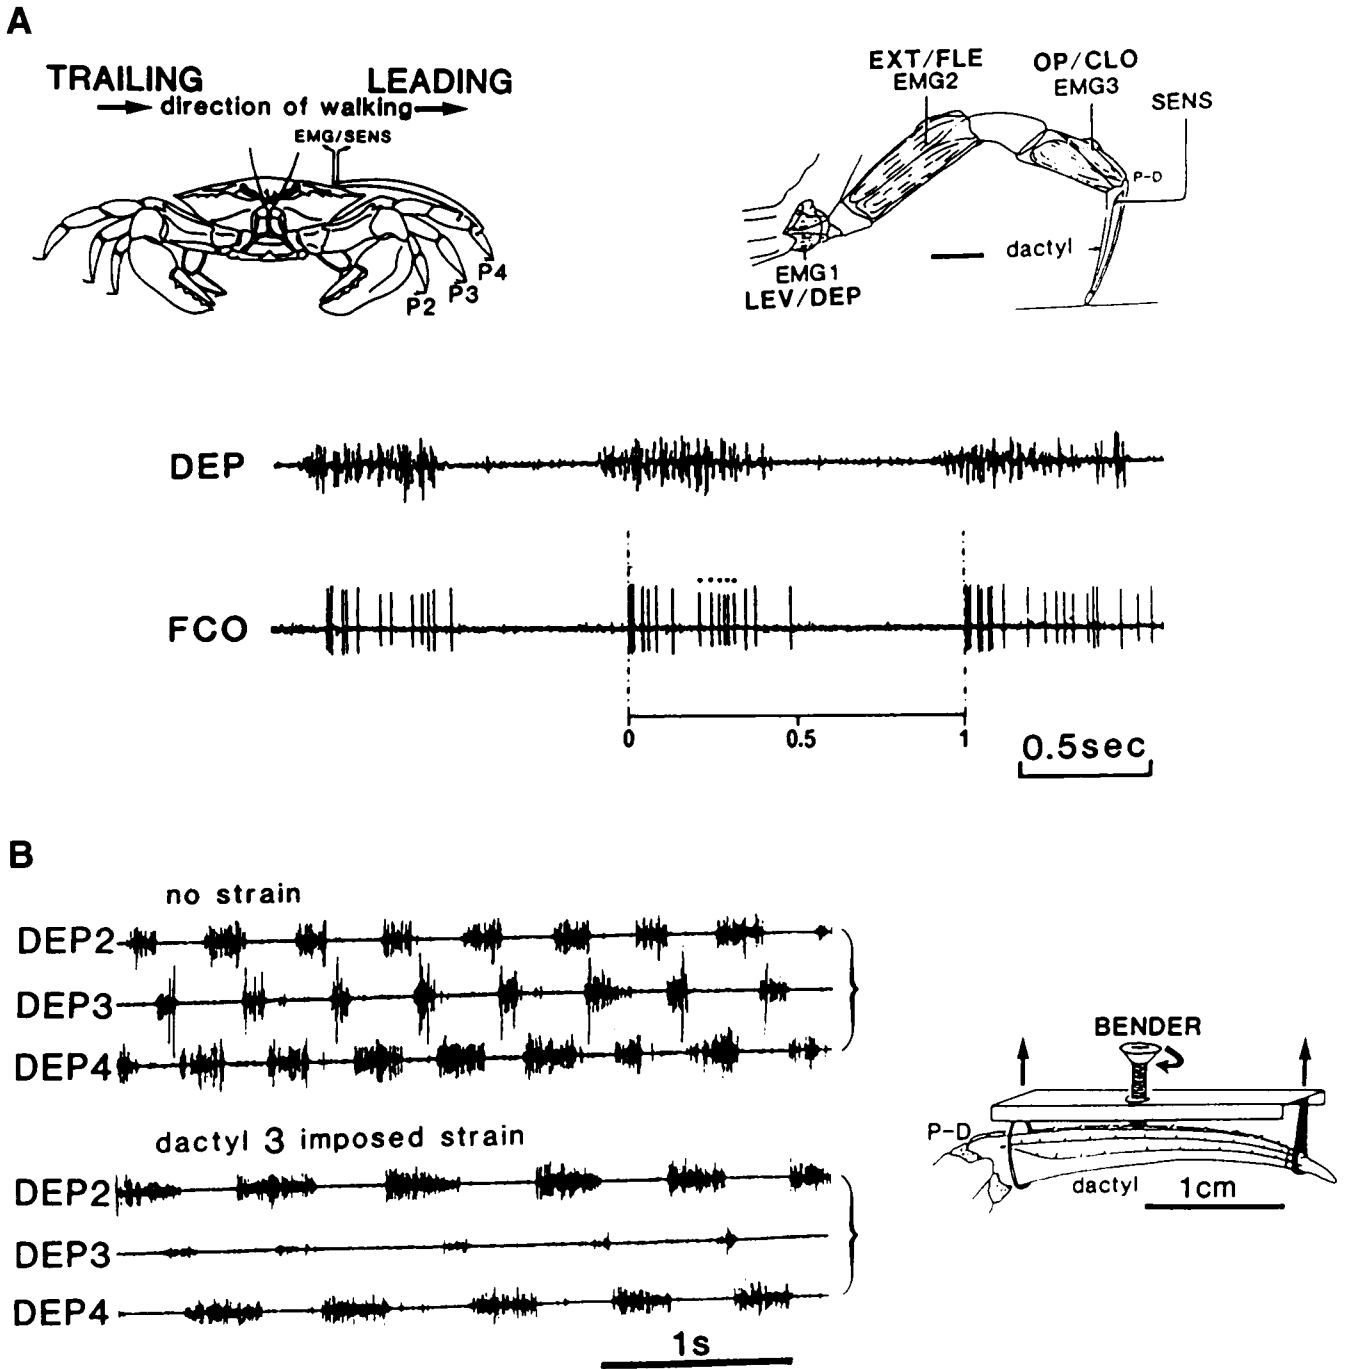 A
TRAILING LEADING
direction of walking
EMG/SENS
P2 P3 P4
EXT/FLE
EMG2
OP/CLO
EMG3
SENS
P-D
dactyl
EMG1
LEV/DEP
DEP
FCO
0 0.5 1
0.5sec
B
no strain
DEP2
DEP3
DEP4
dactyl 3 imposed strain
DEP2
DEP3
DEP4
1s
BENDER
P-D
dactyl
1cm